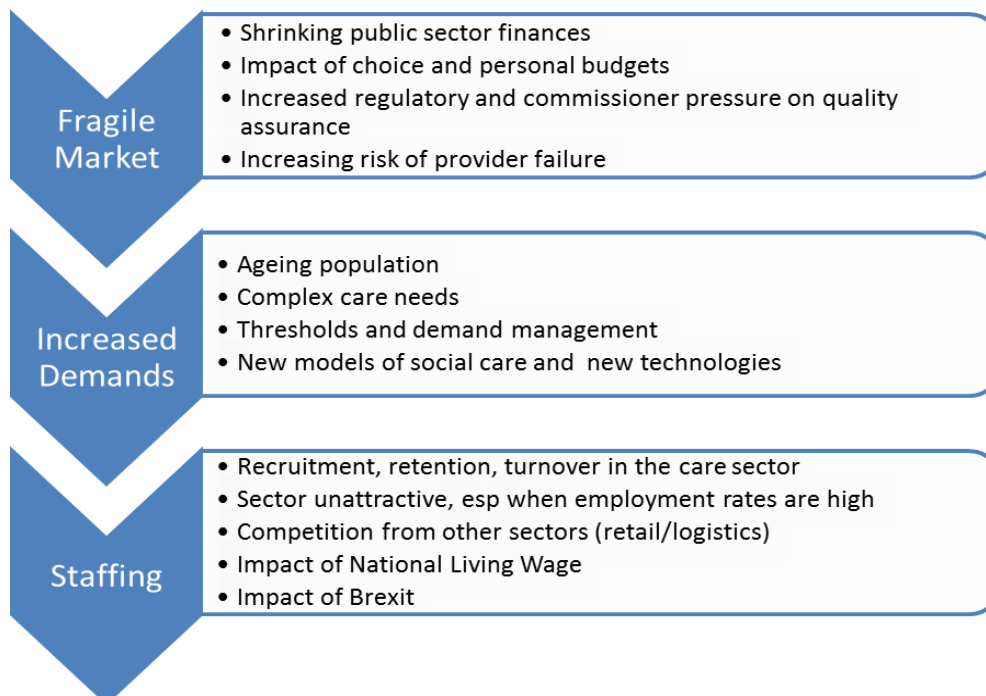 Fragile
Market
• Shrinking public sector finances
• Impact of choice and personal budgets
• Increased regulatory and commissioner pressure on quality
assurance
• Increasing risk of provider failure
Increased
Demands
• Ageing population
• Complex care needs
• Thresholds and demand management
• New models of social care and  new technologies
Staffing
• Recruitment, retention, turnover in the care sector
• Sector unattractive, esp when employment rates are high
• Competition from other sectors (retail/logistics)
• Impact of National Living Wage
• Impact of Brexit